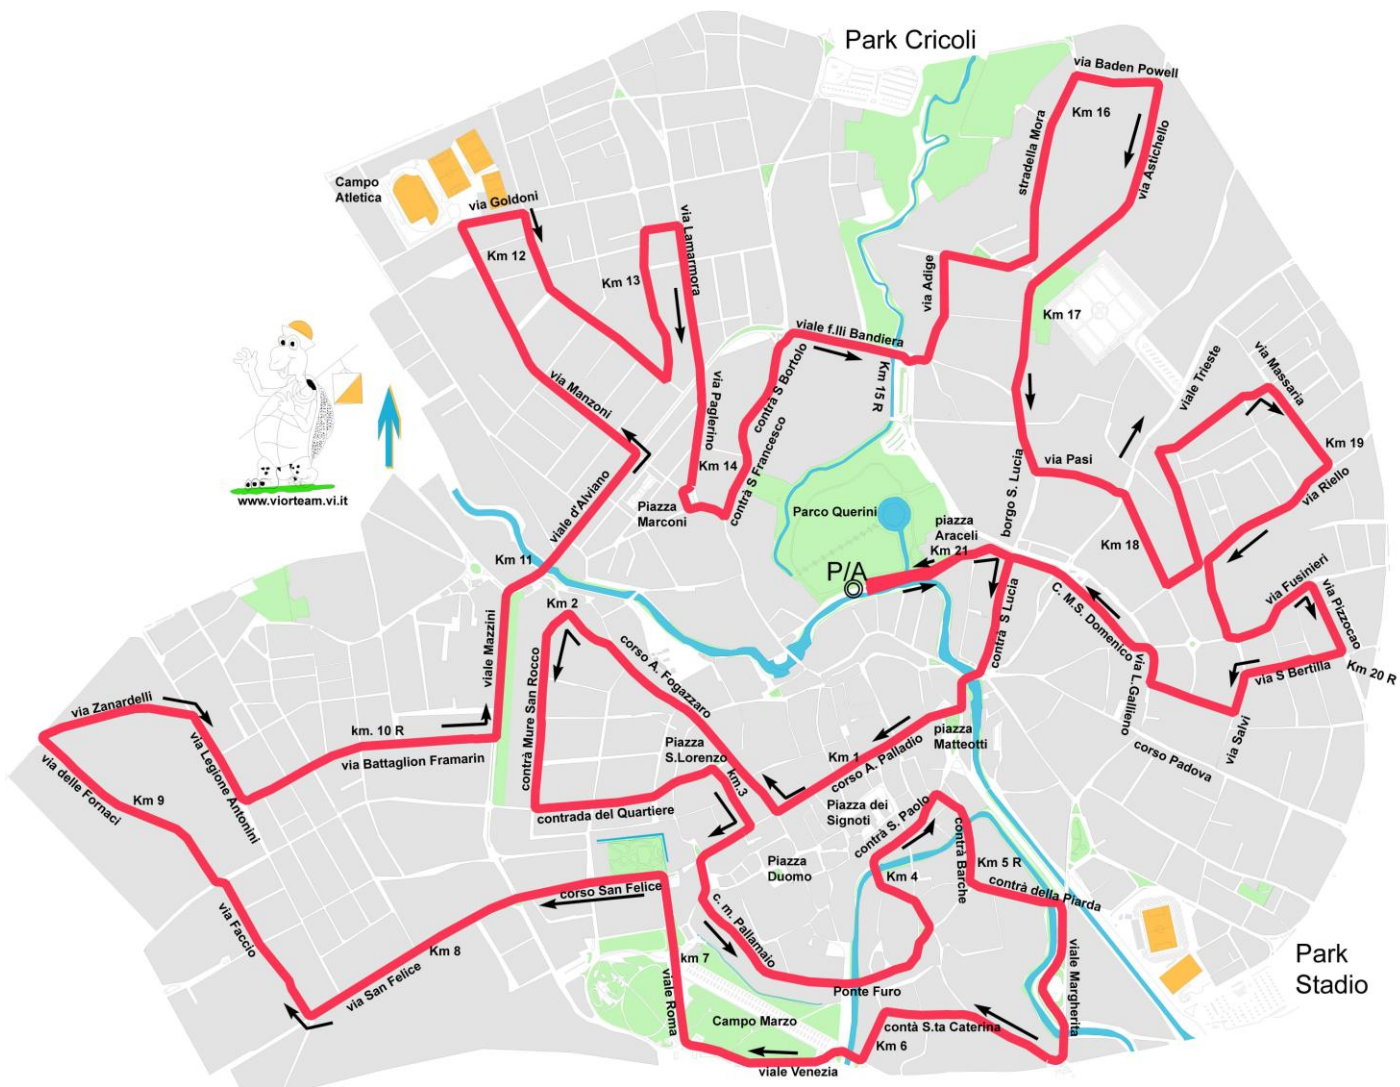 Park Cricoli
via Baden Powell
Km 16
stradella Mora
via Astichello
Campo
Atletica
via Goldoni
Km 12
Km 13
via Lamarmora
via Adige
Km 17
viale f.lli Bandiera
Km 15 R
contrà S Bortolo
viale Trieste
via Massaria
via Manzoni
via Paglerino
Km 14
contrà S Francesco
borgo S. Lucia
via Pasi
Km 19
via Riello
www.viorteam.vi.it
viale d'Alviano
Piazza
Marconi
Parco Querini
piazza
Araceli
Km 21
Km 18
Km 11
P/A
Km 2
via Fusinieri
via Pizzocao
C. M.S. Domenico
contrà S Lucia
viale Mazzini
corso A. Fogazzaro
contrà Mure San Rocco
via L.Gallieno
via S Bertilla
Km 20 R
via Salvi
via Zanardelli
km. 10 R
via Legione Antonini
via Battaglion Framarin
Piazza
S.Lorenzo
Km 1
corso A. Palladio
piazza
Matteotti
corso Padova
via delle Fornaci
Km 9
contrada del Quartiere
km.3
Piazza dei
Signoti
contrà S. Paolo
contrà Barche
Km 5 R
Piazza
Duomo
Km 4
contrà della Piarda
corso San Felice
c. m. Pallamaio
via Faccio
Km 8
via San Felice
km 7
viale Roma
Ponte Furo
viale Margherita
Park
Stadio
Campo Marzo
contà S.ta Caterina
Km 6
viale Venezia